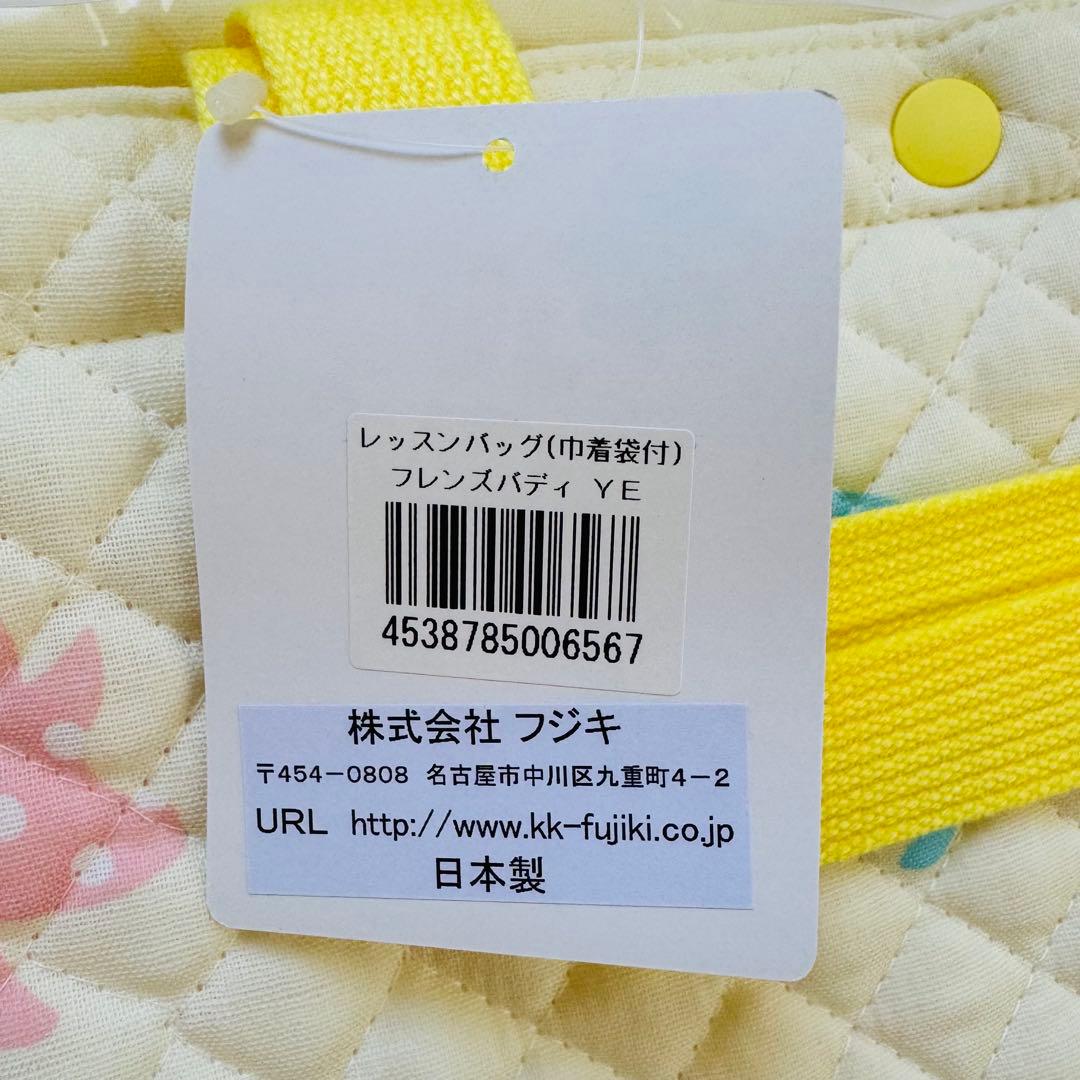 レッスンバッグ(巾着袋付)
フレンズバディ YE
4538785006567
株式会社 フジキ
〒454-0808 名古屋市中川区九重町4-2
URL http://www.kk-fujiki.co.jp
日本製